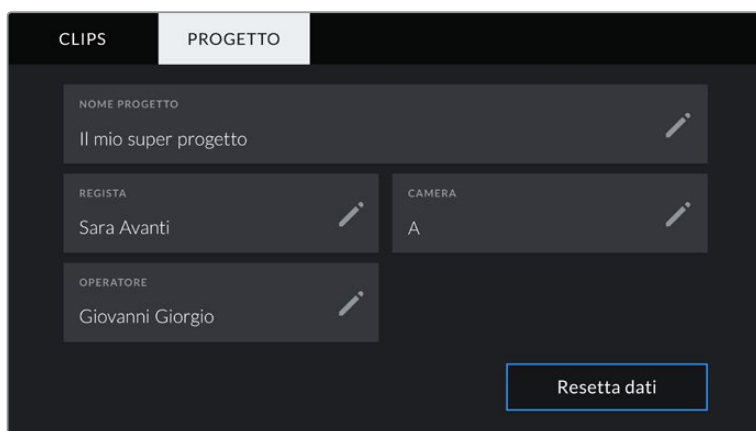 CLIPS PROGETTO
NOME PROGETTO
Il mio super progetto
REGISTA
Sara Avanti
CAMERA
A
OPERATORE
Giovanni Giorgio
Resetta dati